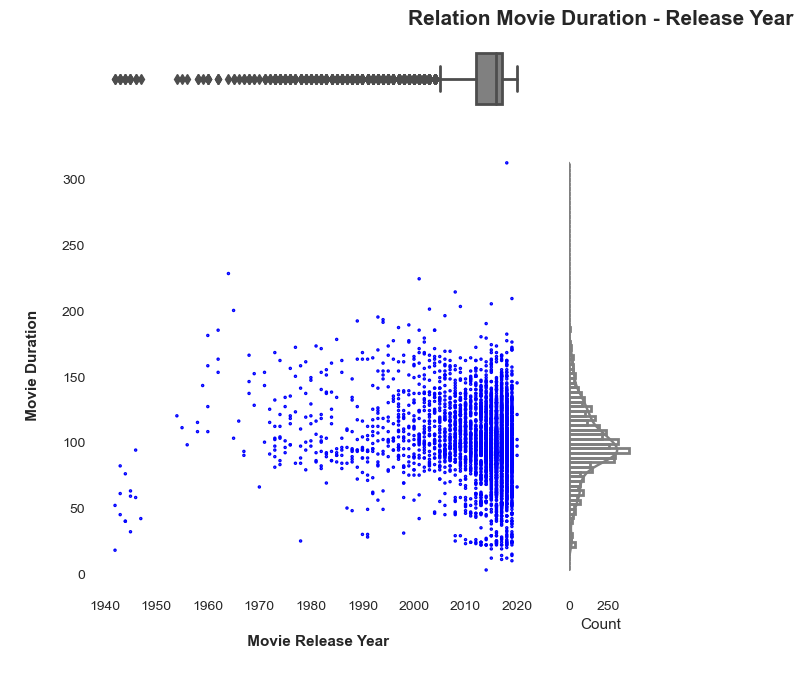 Relation Movie Duration - Release Year
300
250
200
150
100
50
0
Movie Duration
1940 1950 1960 1970 1980 1990 2000 2010 2020
Movie Release Year
0 250
Count